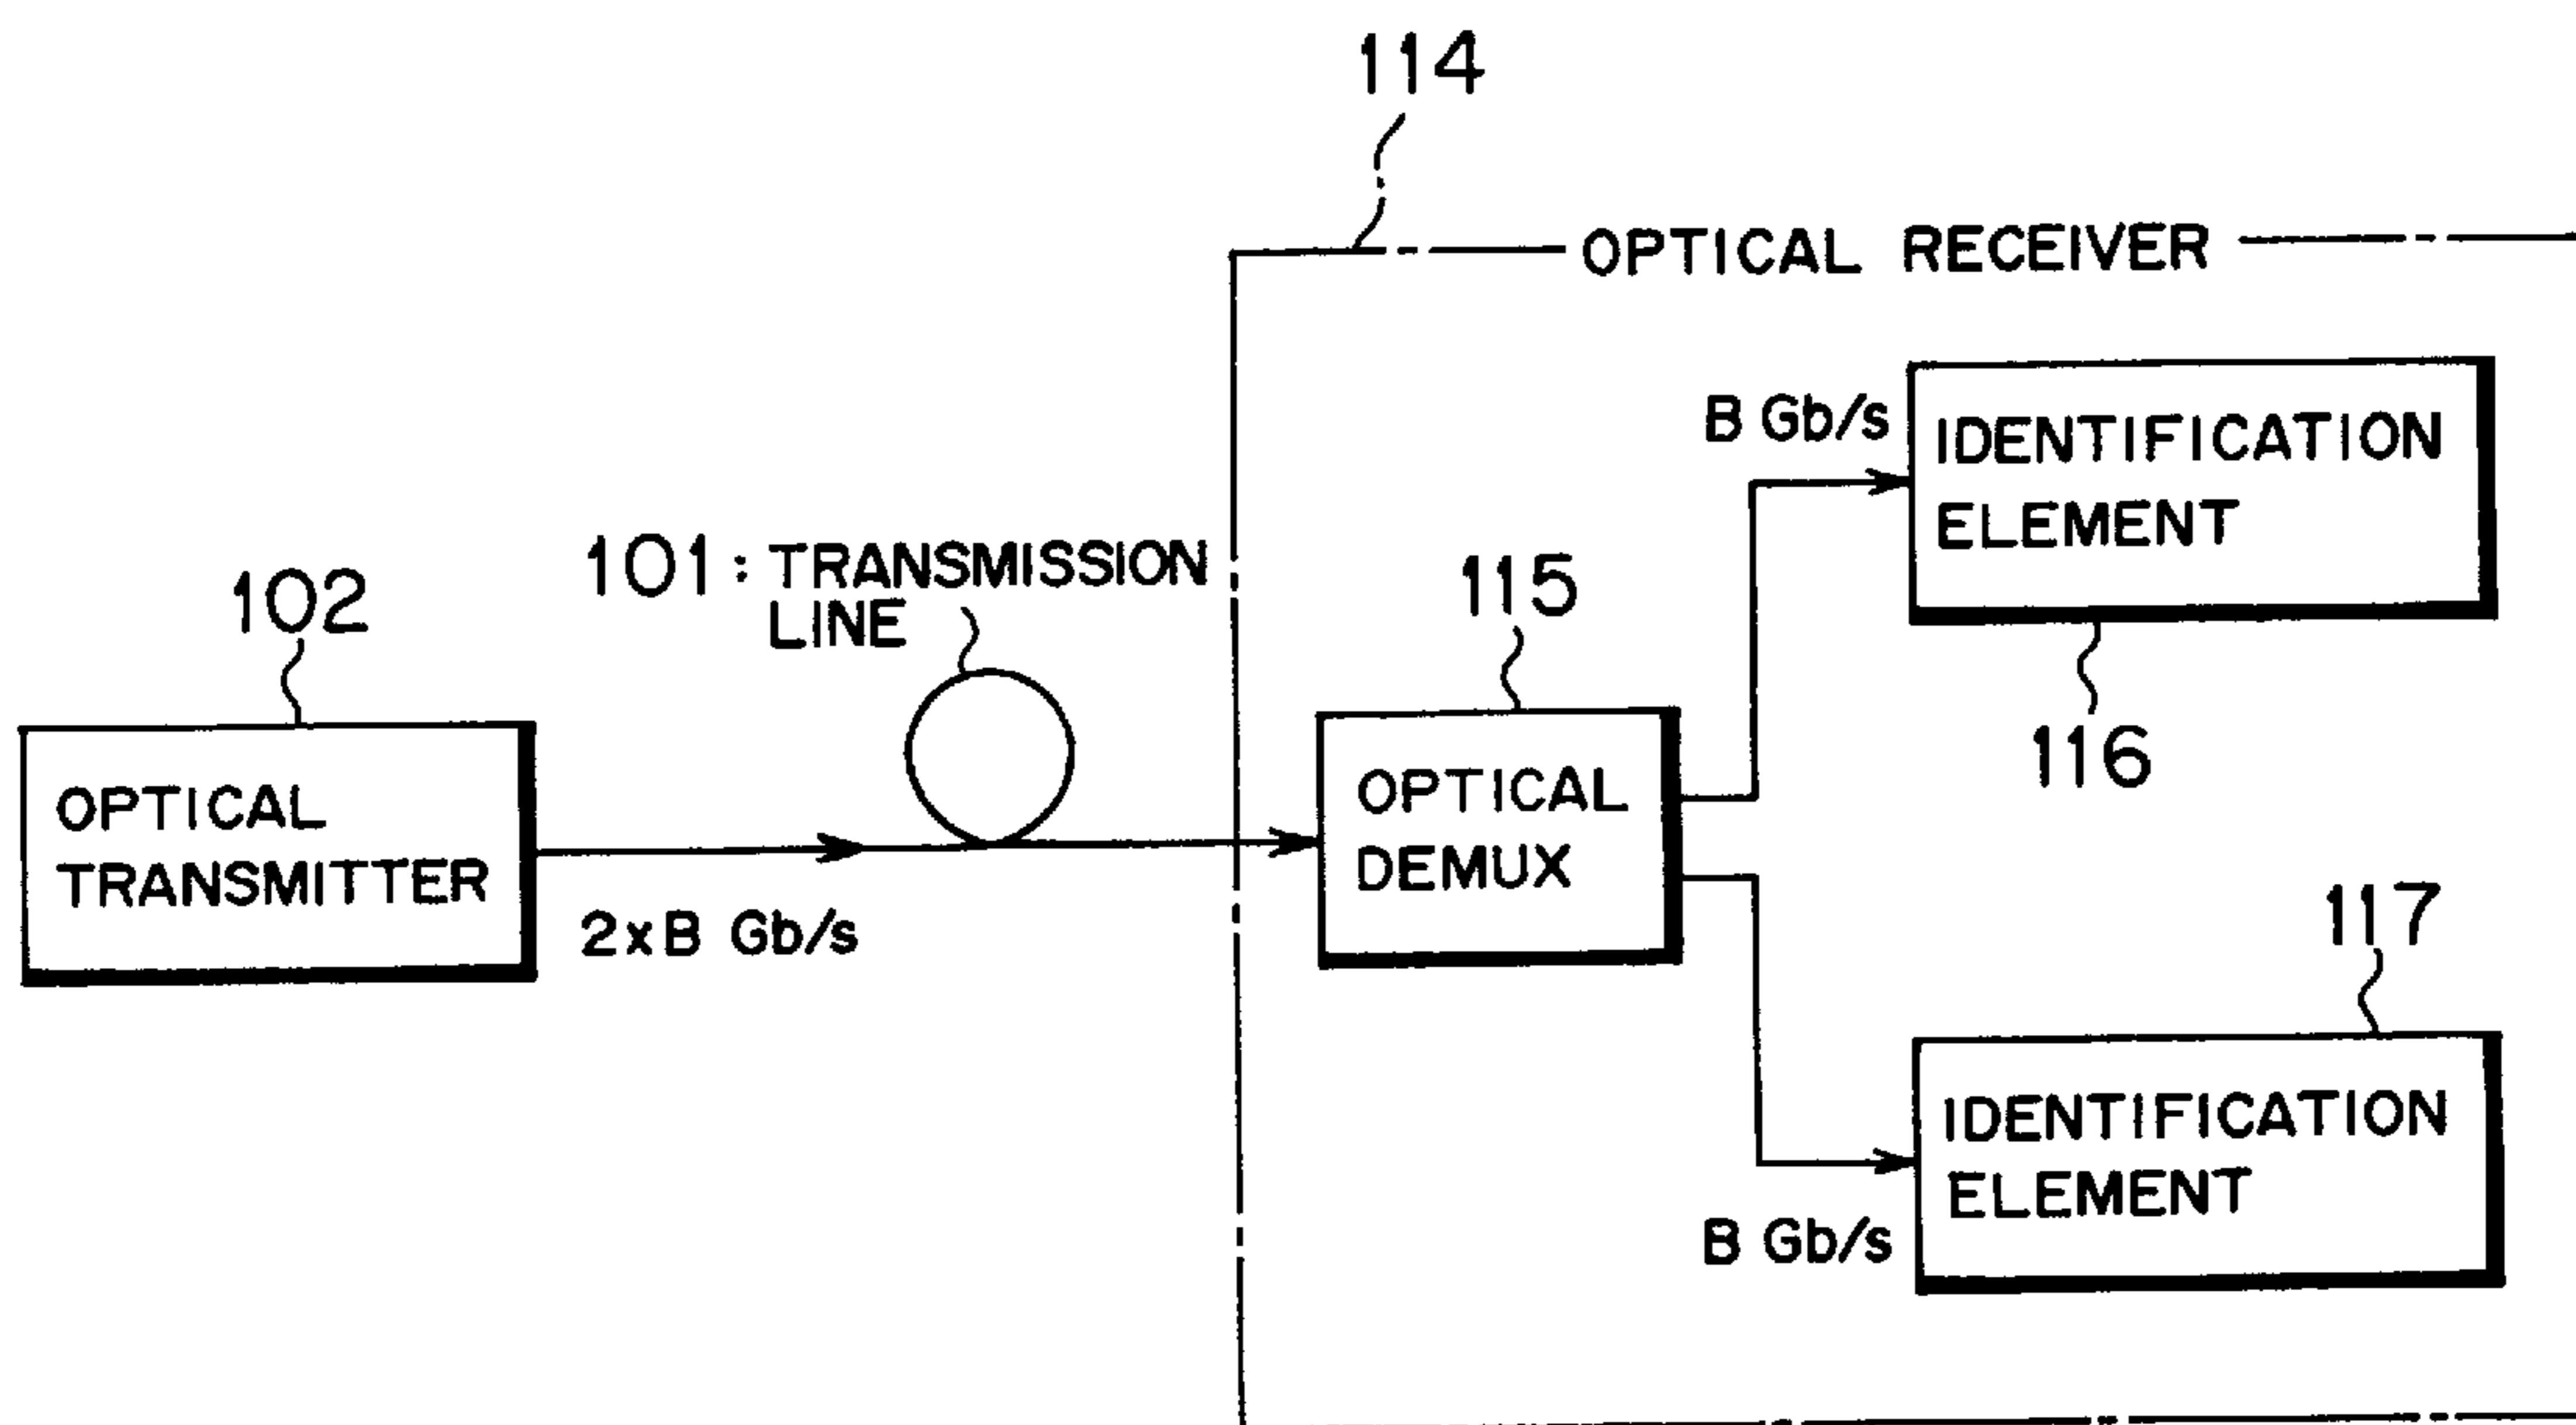 114
OPTICAL RECEIVER
B Gb/s
IDENTIFICATION
ELEMENT
116
101: TRANSMISSION
LINE
102
115
OPTICAL
TRANSMITTER
2xB Gb/s
OPTICAL
DEMUX
117
IDENTIFICATION
ELEMENT
B Gb/s